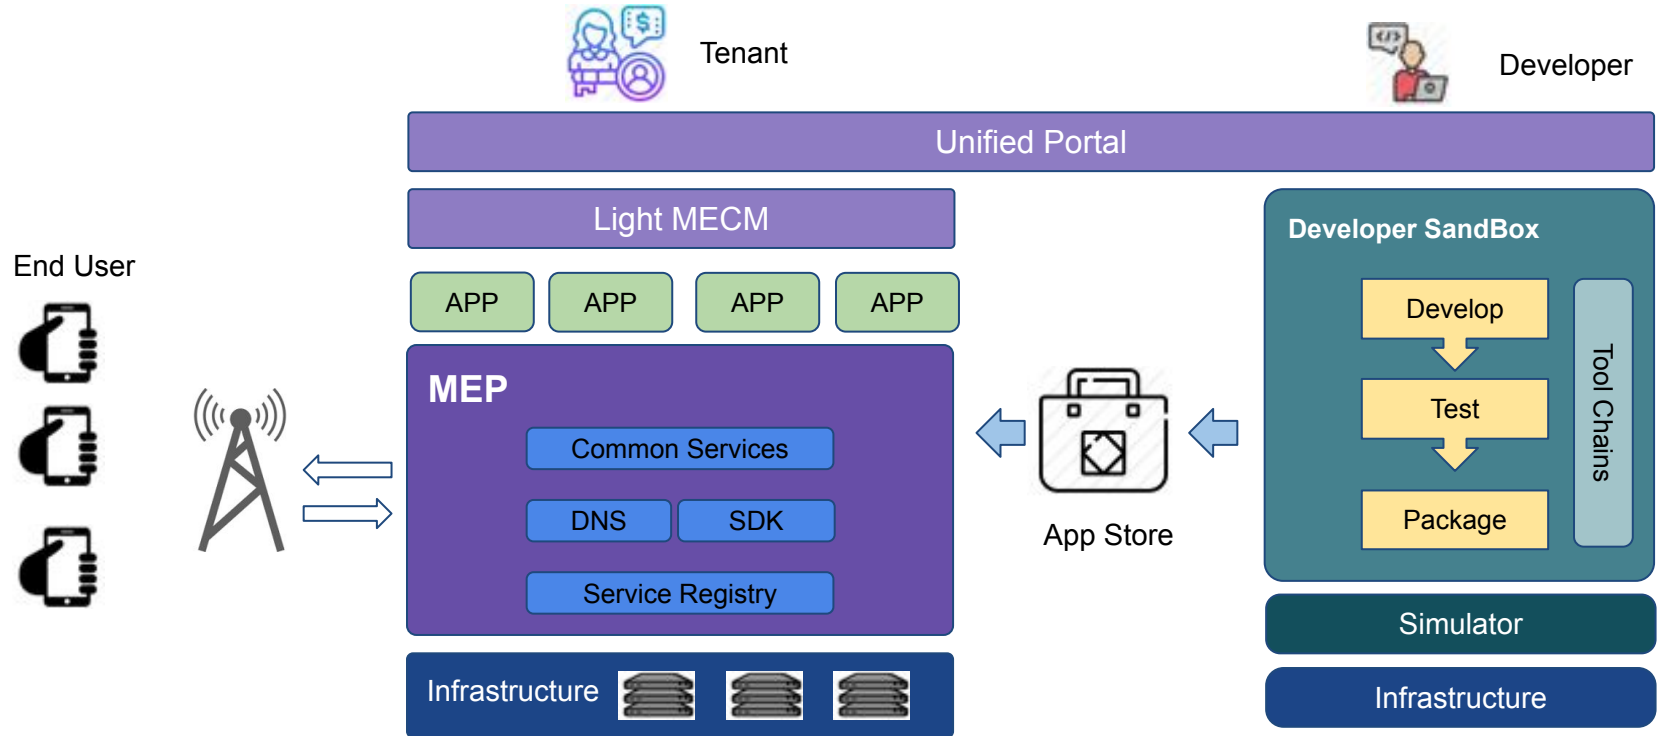 Tenant
Developer
Unified Portal
Light MECM
End User
APP
APP
APP
APP
MEP
Common Services
DNS
SDK
Service Registry
Infrastructure
App Store
Developer SandBox
Develop
Test
Package
Tool Chains
Simulator
Infrastructure